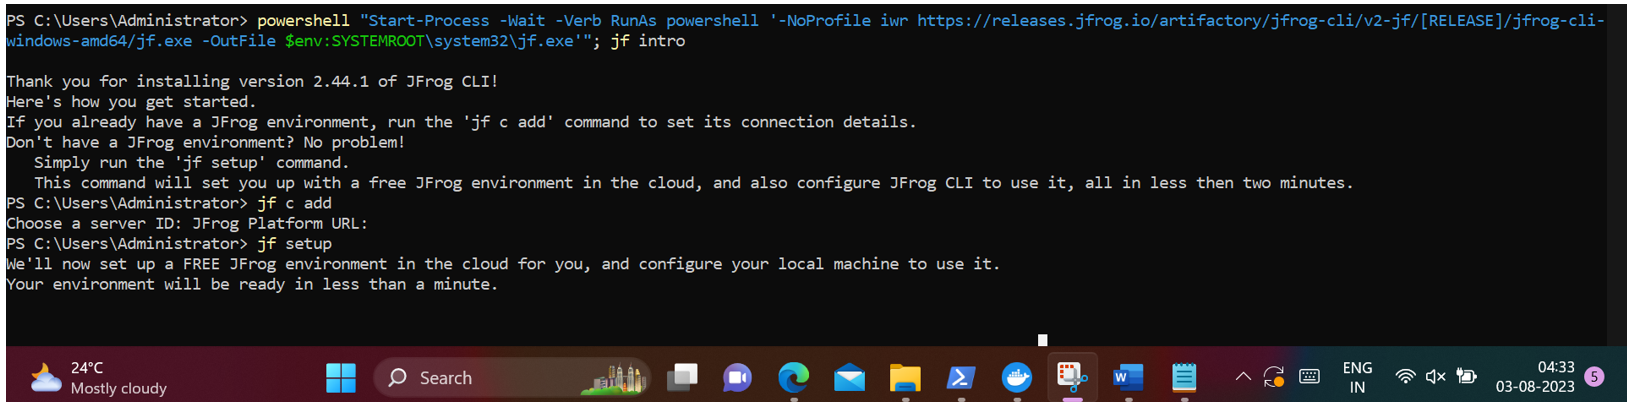 PS C:\Users\Administrator> powershell "Start-Process -Wait -Verb RunAs powershell '-NoProfile iwr https://releases.jfrog.io/artifactory/jfrog-cli/v2-jf/[RELEASE]/jfrog-cli-
windows-amd64/jf.exe -OutFile $env:SYSTEMROOT\system32\jf.exe'"; jf intro
Thank you for installing version 2.44.1 of JFrog CLI!
Here's how you get started.
If you already have a JFrog environment, run the 'jf c add' command to set its connection details.
Don't have a JFrog environment? No problem!
Simply run the 'jf setup' command.
This command will set you up with a free JFrog environment in the cloud, and also configure JFrog CLI to use it, all in less then two minutes.
PS C:\Users\Administrator> jf c add
Choose a server ID: JFrog Platform URL:
PS C:\Users\Administrator> jf setup
We'll now set up a FREE JFrog environment in the cloud for you, and configure your local machine to use it.
Your environment will be ready in less than a minute.
24°C
Mostly cloudy
Search
W
ENG
IN
04:33
03-08-2023
5